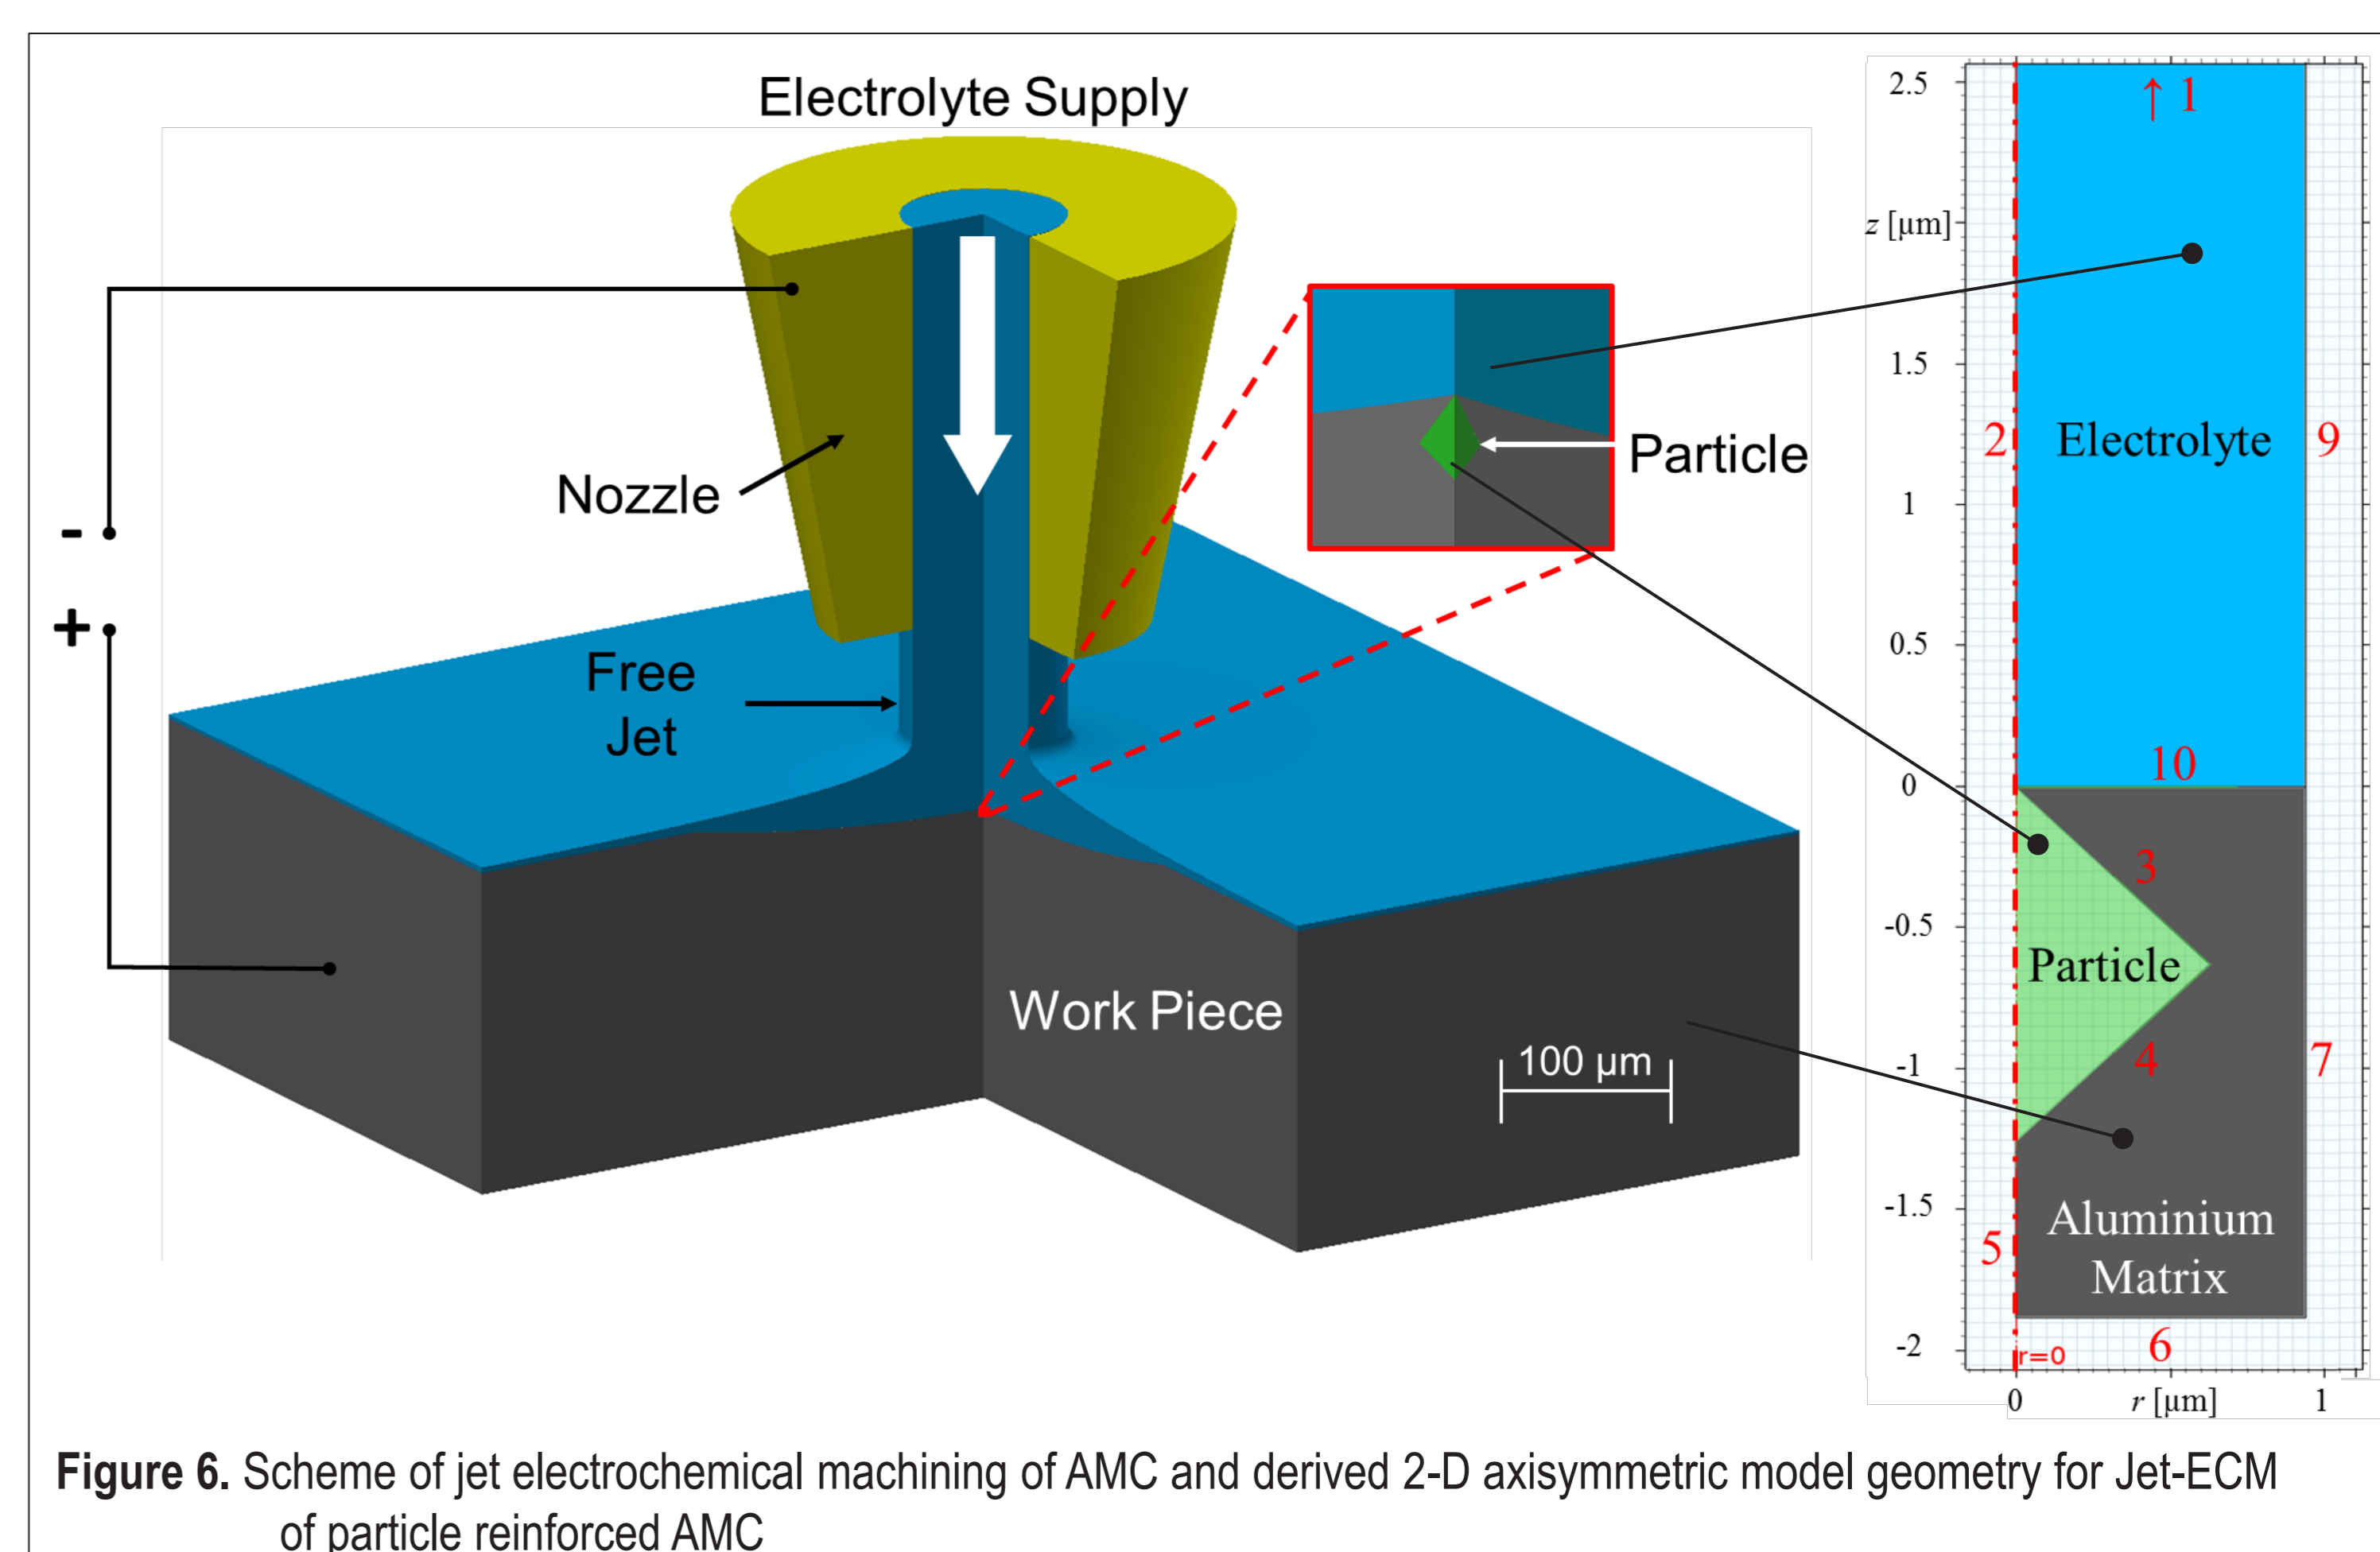 Electrolyte Supply
Nozzle
-
+
Free
Jet
Particle
Work Piece
100 µm
2.5
z [µm]
1.5
1
0.5
0
-0.5
-1
-1.5
-2
↑ 1
2
Electrolyte
9
10
3
Particle
4
7
5
Aluminium
Matrix
6
r=0
0
r [µm]
1
Figure 6. Scheme of jet electrochemical machining of AMC and derived 2-D axisymmetric model geometry for Jet-ECM
of particle reinforced AMC